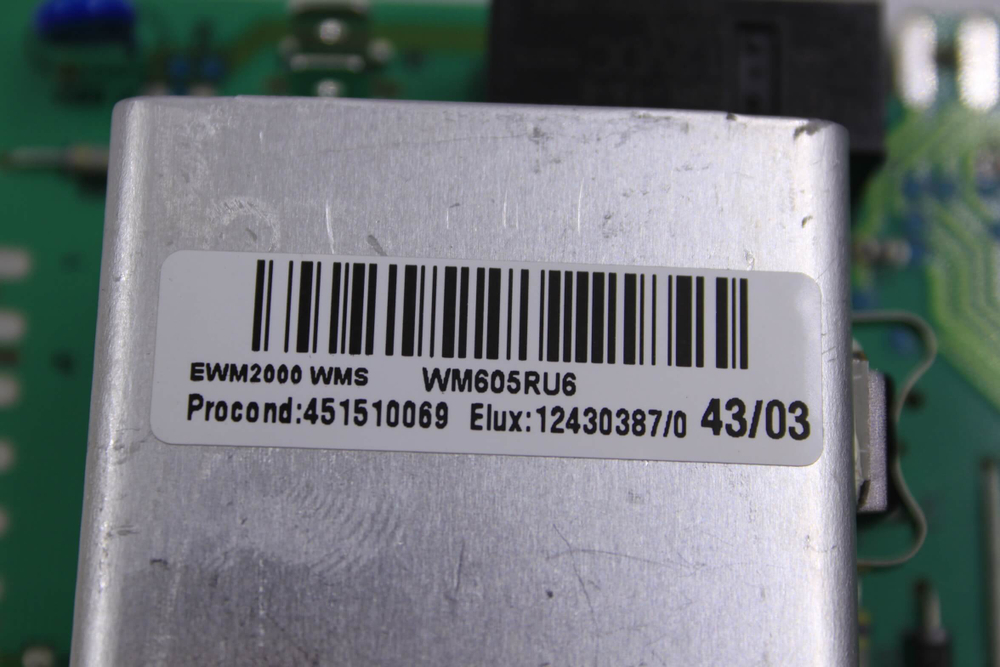 EWM2000 WMS WM605RU6
Procond:451510069 Elux:12430387/0 43/03